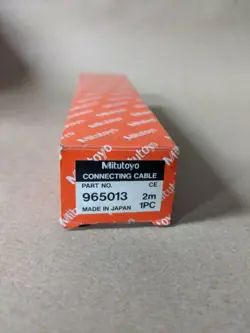 Mitutoyo
CONNECTING CABLE
PART NO. CE
965013 2m
MADE IN JAPAN 1PC